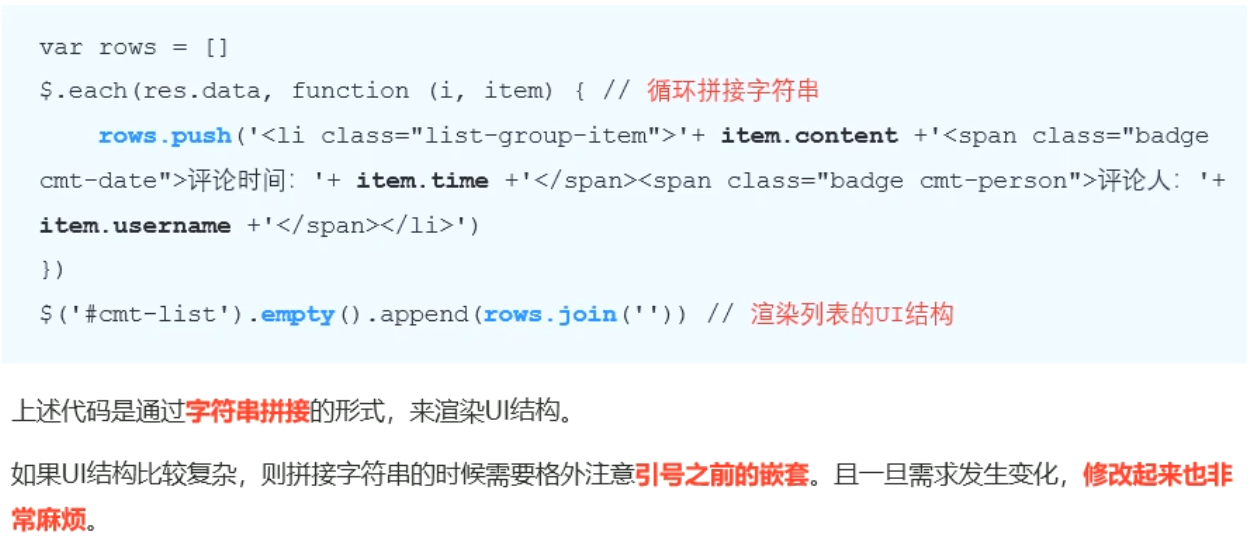 var rows = []
$.each(res.data, function (i, item) { // 循环拼接字符串
    rows.push('<li class="list-group-item">'+ item.content +'<span class="badge
cmt-date">评论时间：'+ item.time +'</span><span class="badge cmt-person">评论人：'+
item.username +'</span></li>')
})
$('#cmt-list').empty().append(rows.join('')) // 渲染列表的UI结构
上述代码是通过字符串拼接的形式，来渲染UI结构。
如果UI结构比较复杂，则拼接字符串的时候需要格外注意引号之前的嵌套。且一旦需求发生变化，修改起来也非
常麻烦。